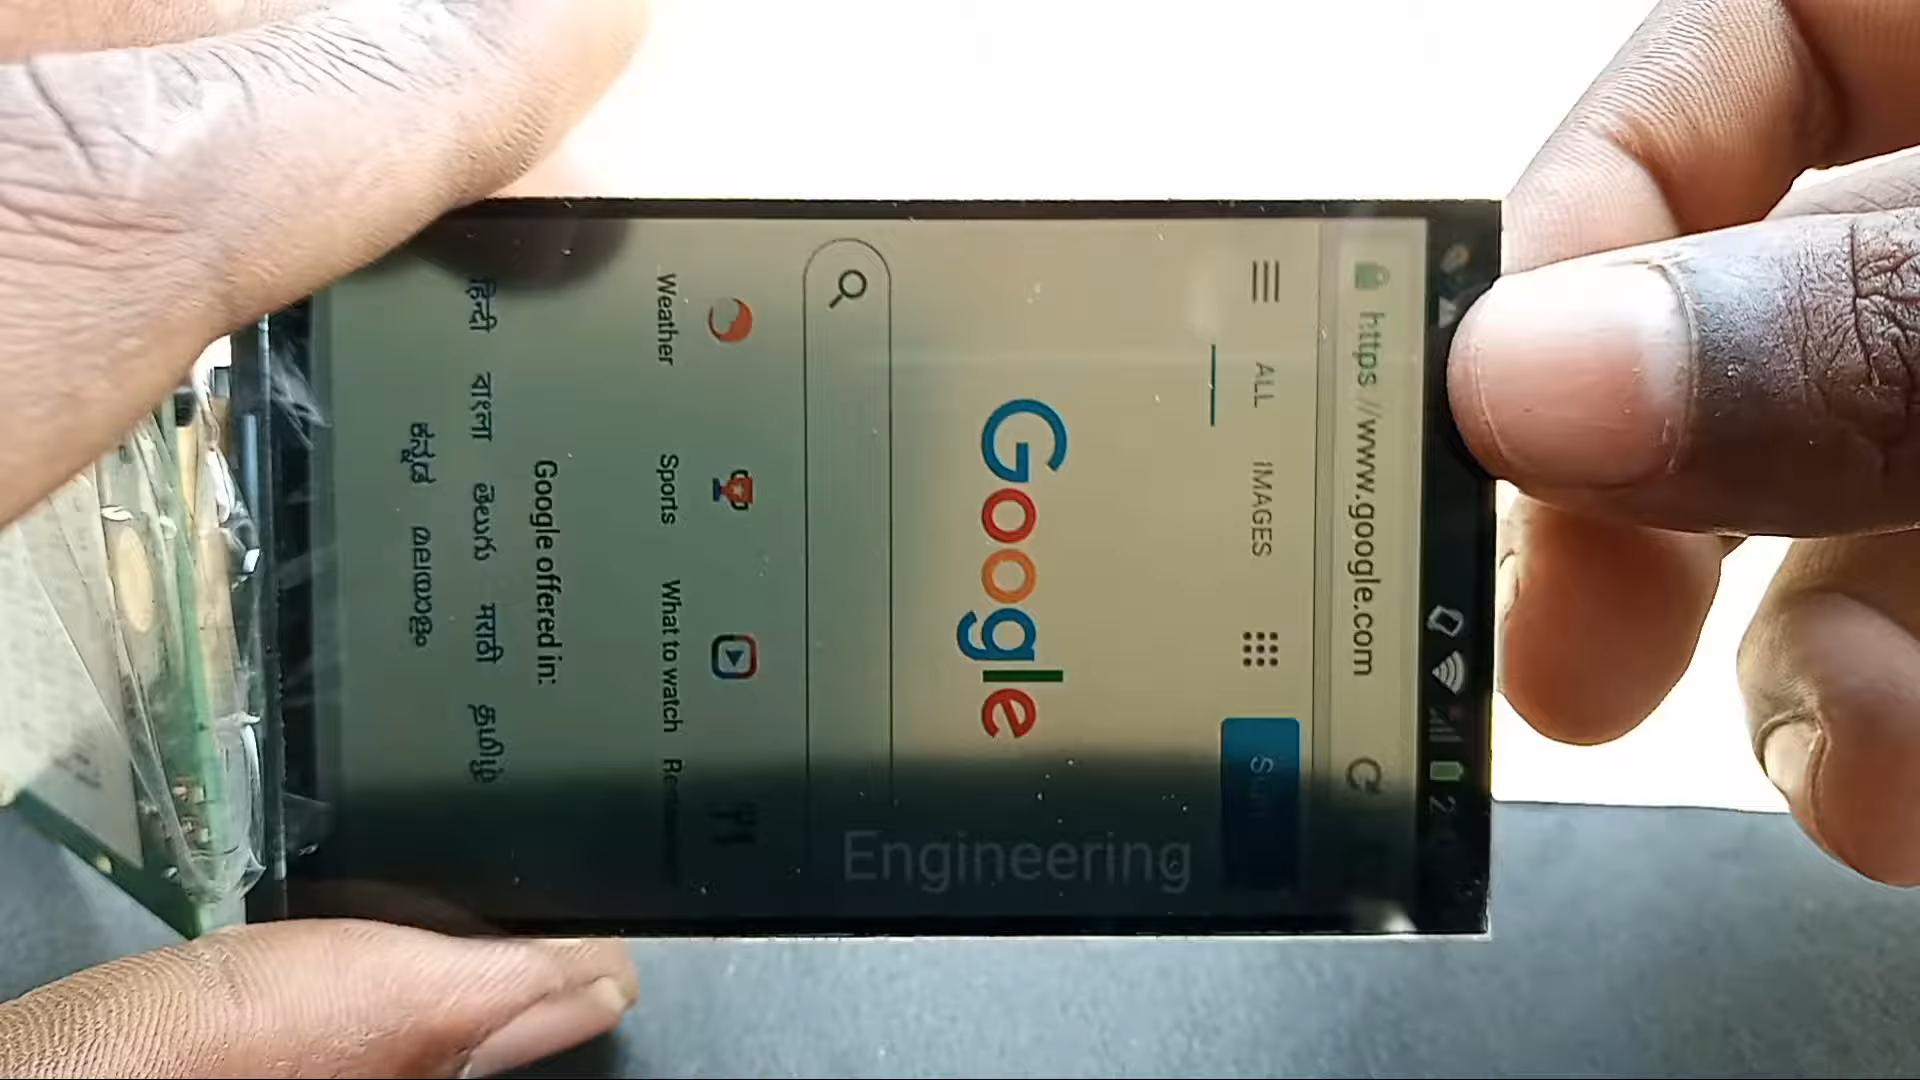 https://www.google.com
ALL IMAGES
Google
Weather Sports What to watch
Google offered in:
हिन्दी বাংলা తెలుగు मराठी தமிழ்
ಕನ್ನಡ മലയാളം
Engineering